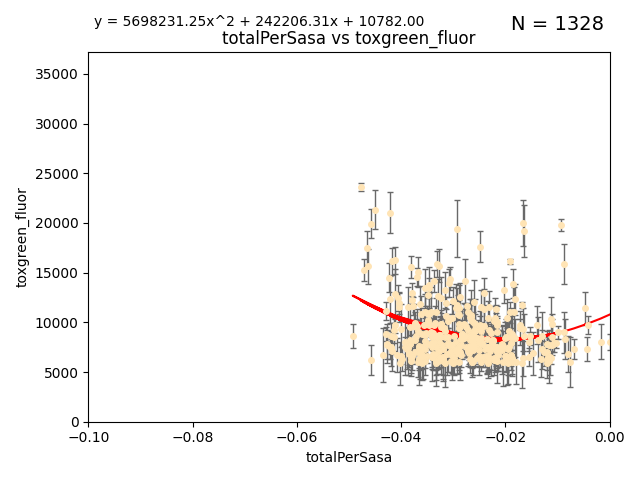 y = 5698231.25x^2 + 242206.31x + 10782.00
N = 1328
totalPerSasa vs toxgreen_fluor
35000
30000
25000
20000
15000
10000
5000
0
toxgreen_fluor
−0.10
−0.08
−0.06
−0.04
−0.02
0.00
totalPerSasa